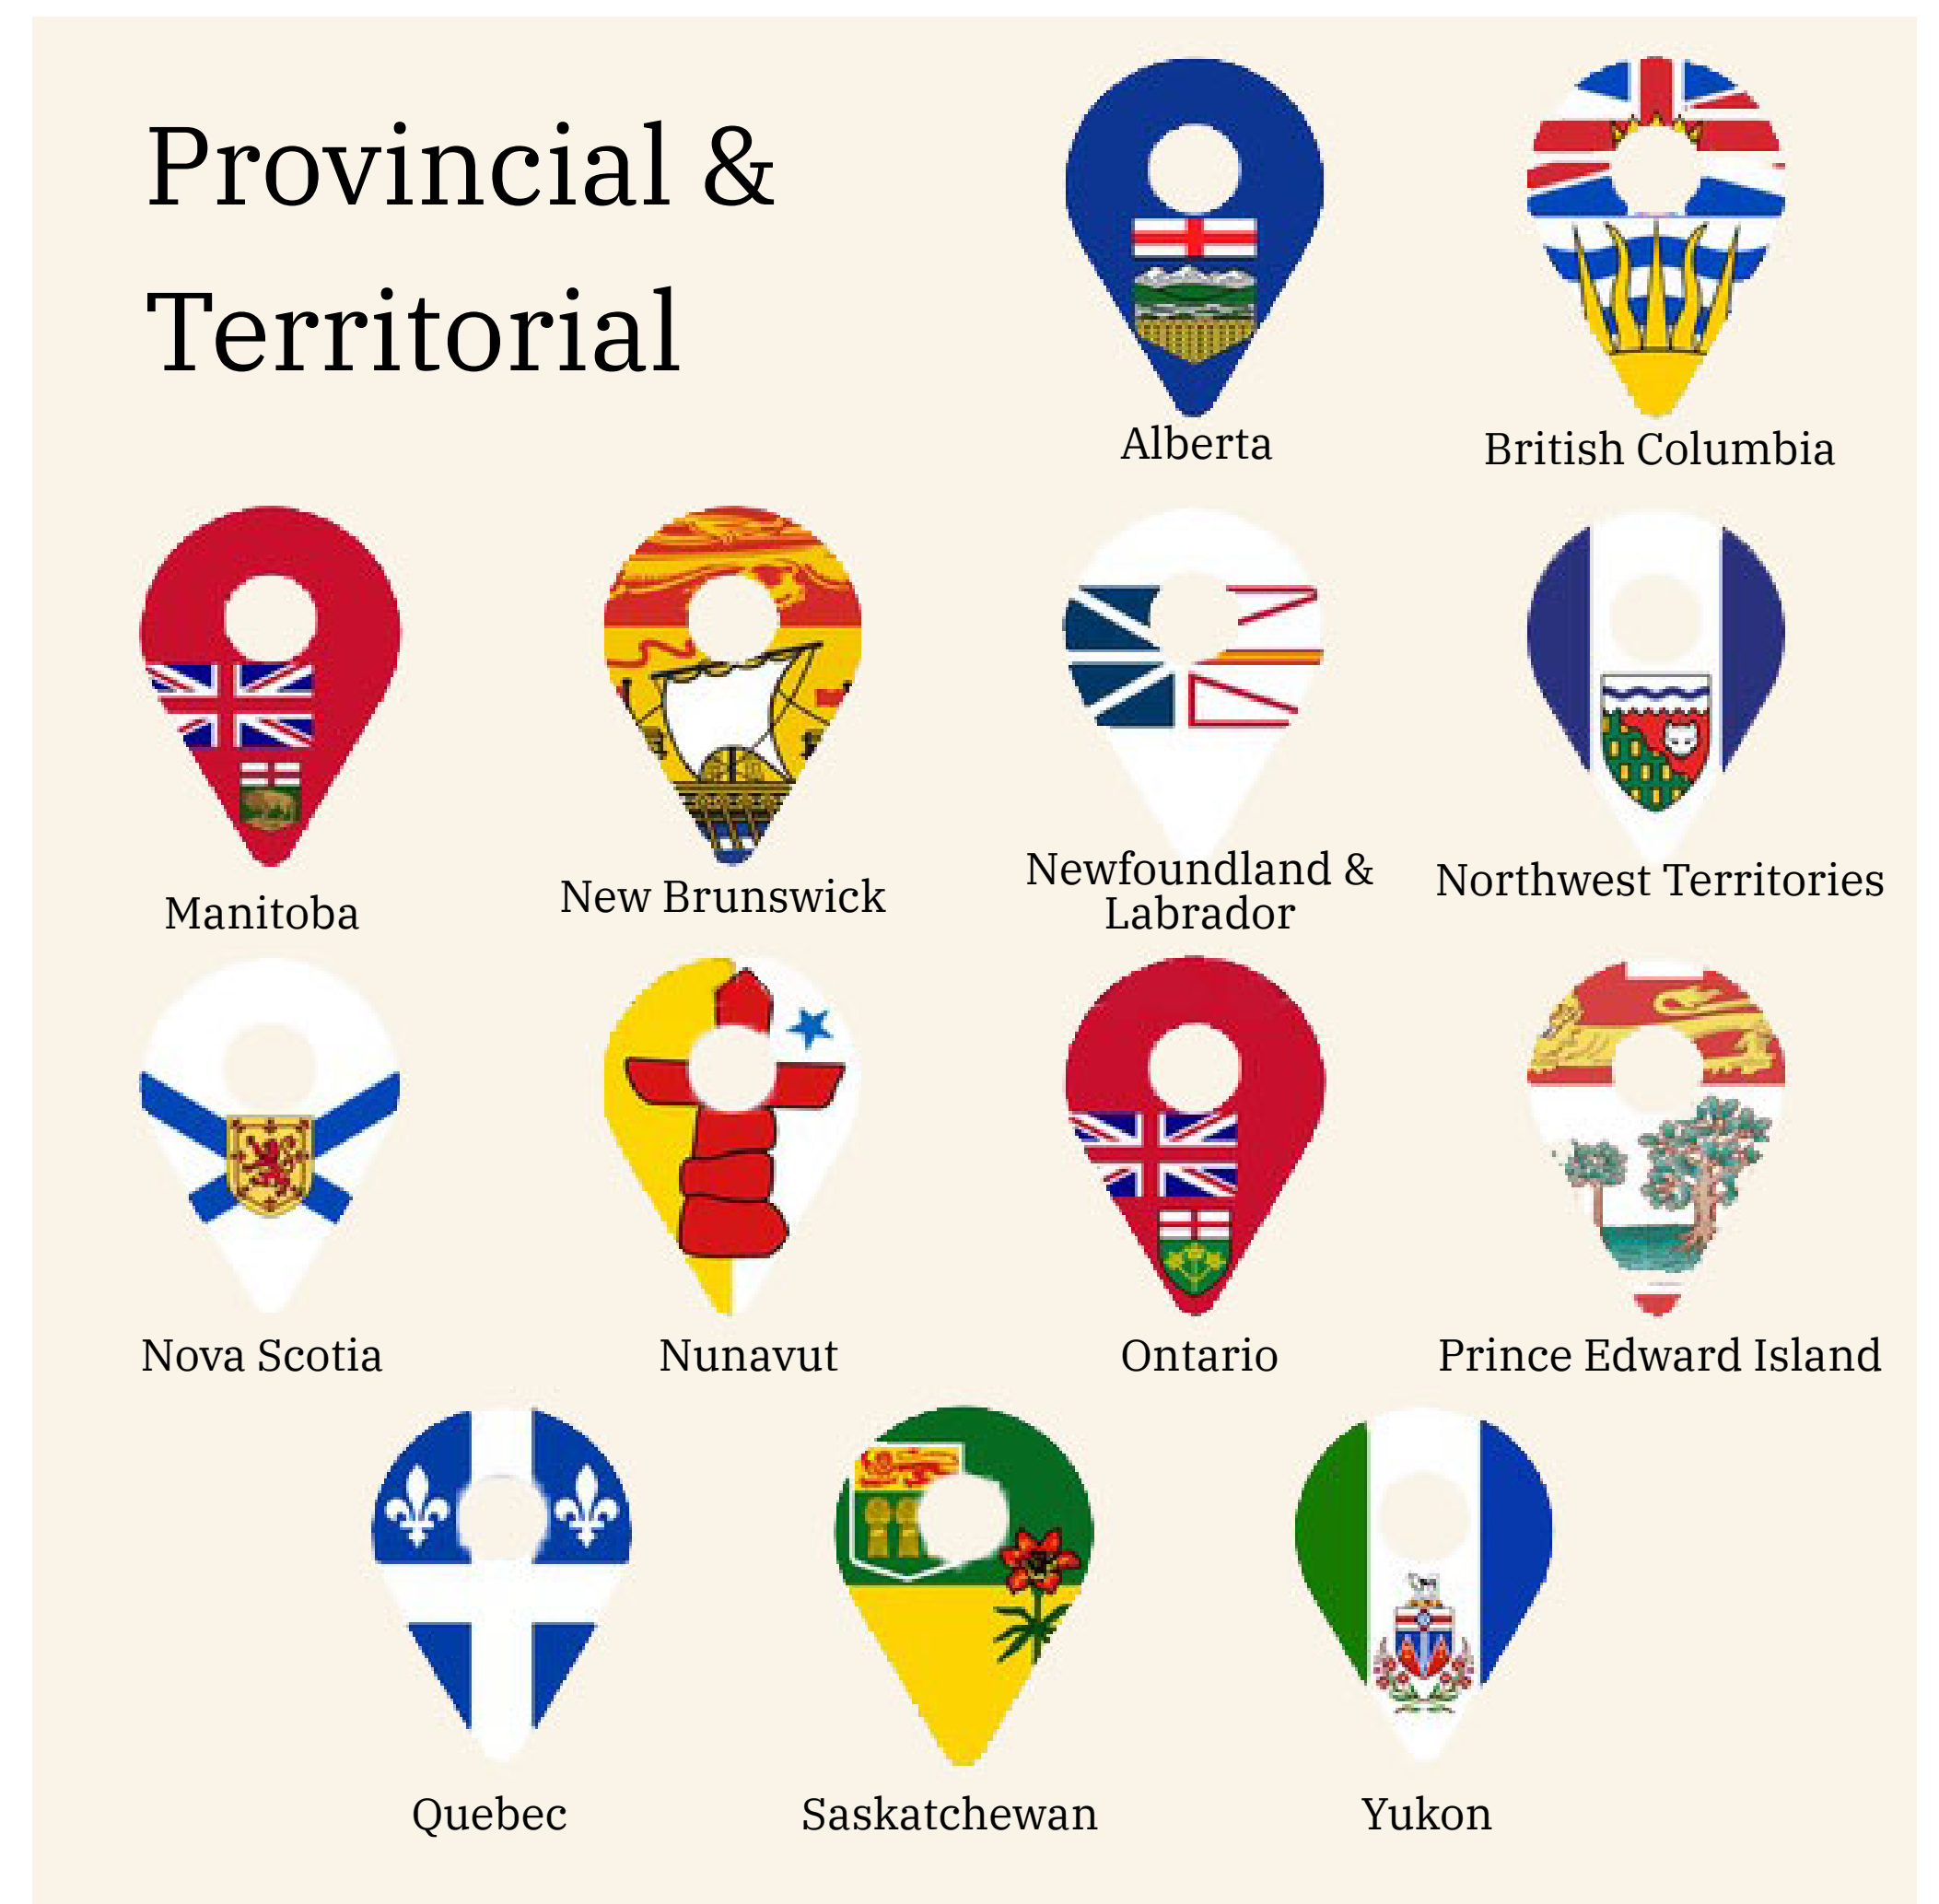 Provincial &
Territorial
Alberta
British Columbia
Manitoba
New Brunswick
Newfoundland &
Labrador
Northwest Territories
Nova Scotia
Nunavut
Ontario
Prince Edward Island
Quebec
Saskatchewan
Yukon